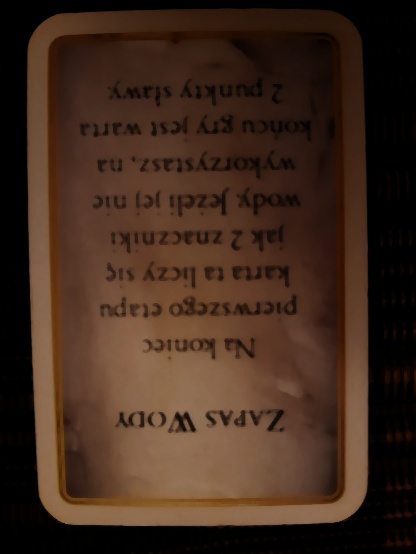 ZAPAS WODY
Na koniec
pierwszego etapu
karta ta liczy się
jak 2 znaczniki
wody. Jeżeli jej nie
wykorzystasz, na
końcu gry jest warta
2 punkty sławy.